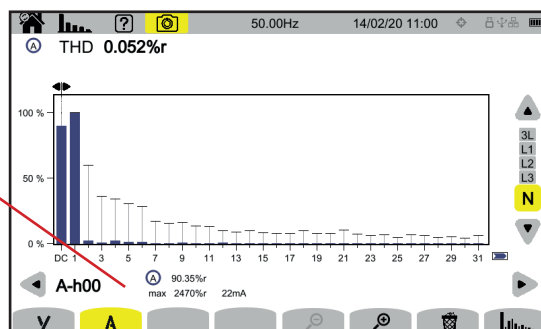 50.00Hz 14/02/20 11:00
A THD 0.052%r
100 %
50 %
0 %
DC 1 3 5 7 9 11 13 15 17 19 21 23 25 27 29 31
3L
L1
L2
L3
N
A-h00 A 90.35%r
max 2470%r 22mA
V A